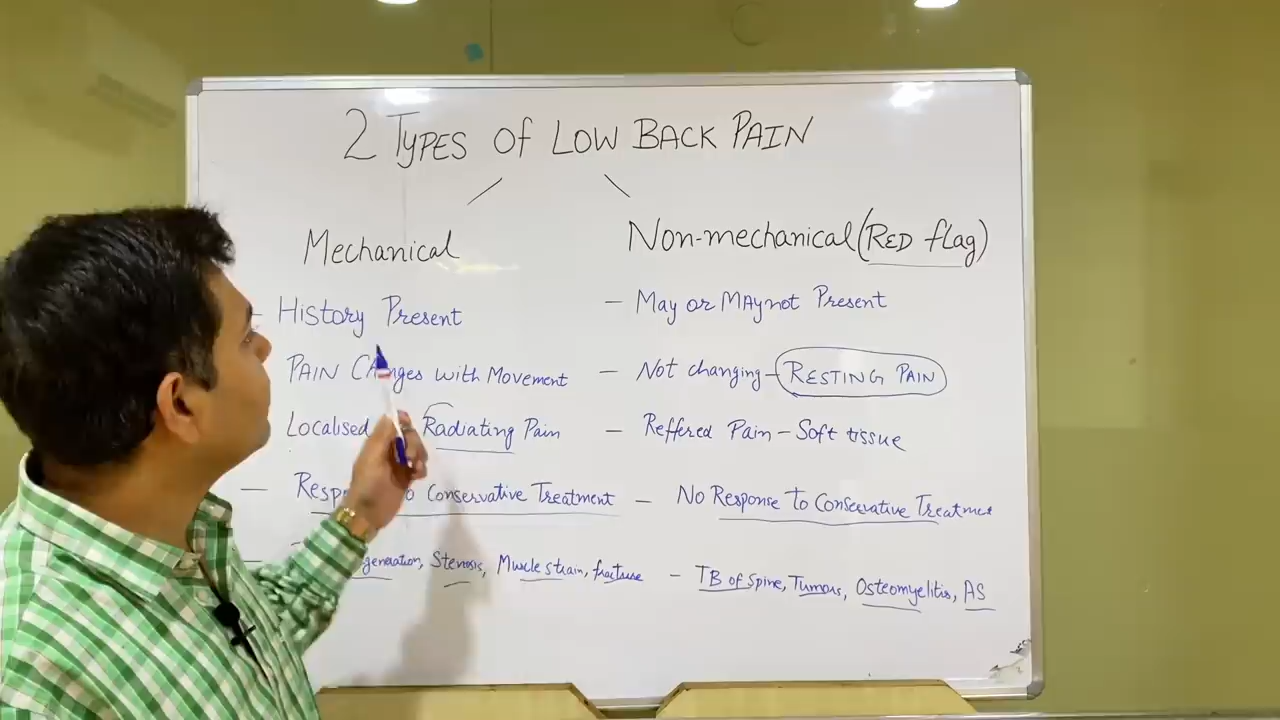 2 TYPES Of LOW BACK PAIN
Mechanical
- History Present
PAIN Changes with Movement
Localised - Radiating Pain
- to Conservative Treatment
- Stenosis, Muscle strain, fracture
Non-mechanical (RED flag)
- May or MAy not Present
- Not changing - RESTING PAIN
- Reffered Pain - Soft tissue
- No Response To Conservative Treatment
- TB of Spine, Tumors, Osteomyelitis, AS